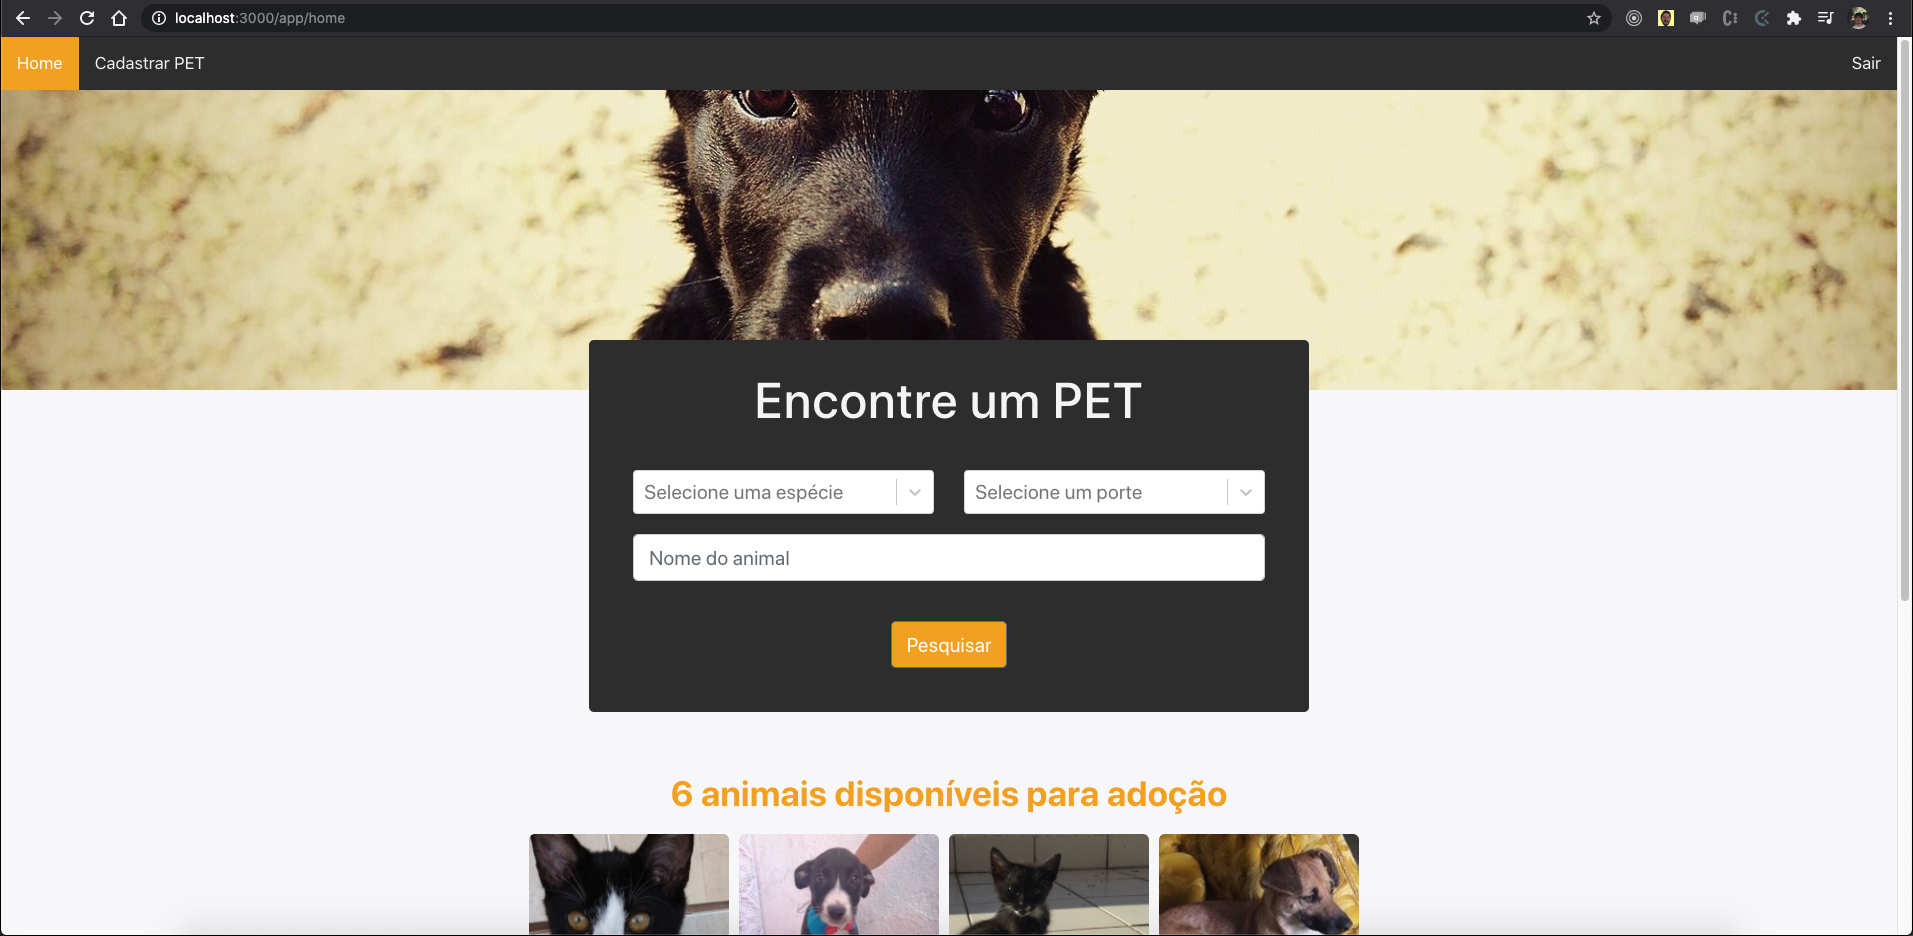 localhost:3000/app/home
Home Cadastrar PET Sair
Encontre um PET
Selecione uma espécie Selecione um porte
Nome do animal
Pesquisar
6 animais disponíveis para adoção